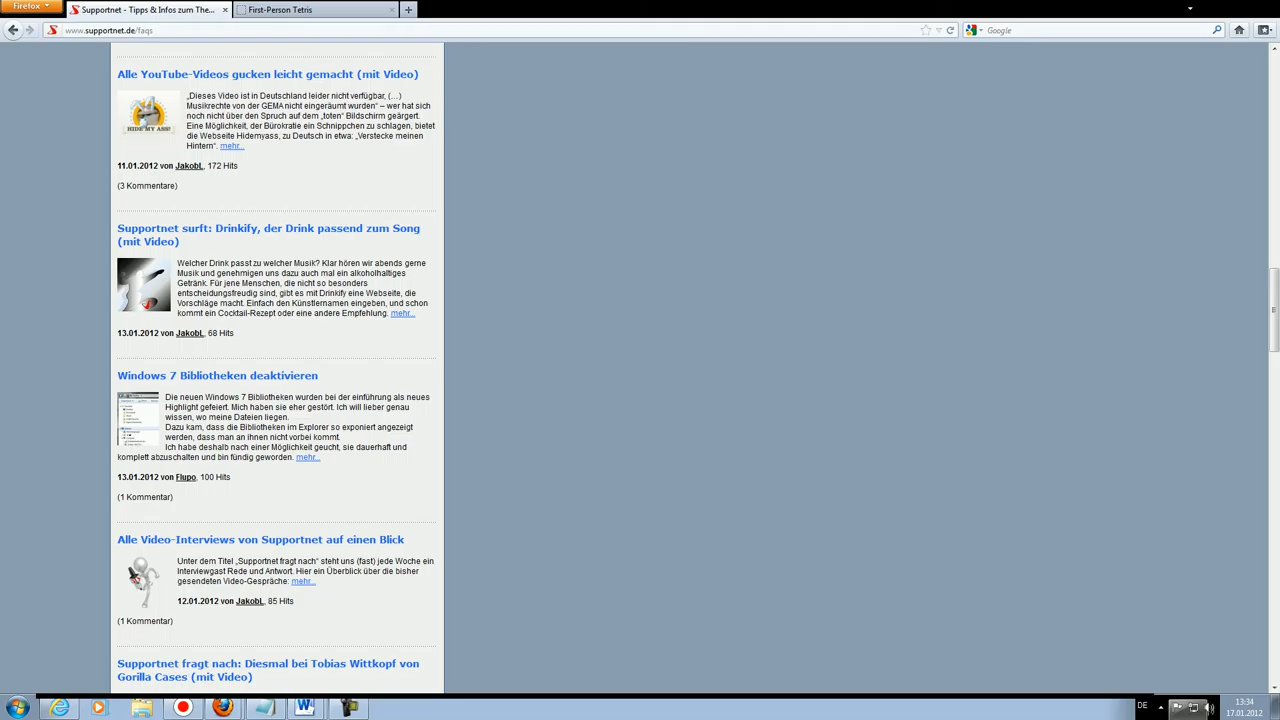 Firefox
Supportnet - Tipps & Infos zum The...
First-Person Tetris
www.supportnet.de/faqs
Google
Alle YouTube-Videos gucken leicht gemacht (mit Video)
HIDE MY ASS!
„Dieses Video ist in Deutschland leider nicht verfügbar, (…)
Musikrechte von der GEMA nicht eingeräumt wurden“ – wer hat sich
noch nicht über den Spruch auf dem „toten“ Bildschirm geärgert.
Eine Möglichkeit, der Bürokratie ein Schnippchen zu schlagen, bietet
die Webseite Hidemyass, zu Deutsch in etwa: „Verstecke meinen
Hintern“. mehr...
11.01.2012 von JakobL, 172 Hits
(3 Kommentare)
Supportnet surft: Drinkify, der Drink passend zum Song
(mit Video)
Welcher Drink passt zu welcher Musik? Klar hören wir abends gerne
Musik und genehmigen uns dazu auch mal ein alkoholhaltiges
Getränk. Für jene Menschen, die nicht so besonders
entscheidungsfreudig sind, gibt es mit Drinkify eine Webseite, die
Vorschläge macht. Einfach den Künstlernamen eingeben, und schon
kommt ein Cocktail-Rezept oder eine andere Empfehlung. mehr...
13.01.2012 von JakobL, 68 Hits
Windows 7 Bibliotheken deaktivieren
Die neuen Windows 7 Bibliotheken wurden bei der einführung als neues
Highlight gefeiert. Mich haben sie eher gestört. Ich will lieber genau
wissen, wo meine Dateien liegen.
Dazu kam, dass die Bibliotheken im Explorer so exponiert angezeigt
werden, dass man an ihnen nicht vorbei kommt.
Ich habe deshalb nach einer Möglichkeit geucht, sie dauerhaft und
komplett abzuschalten und bin fündig geworden. mehr...
13.01.2012 von Flupo, 100 Hits
(1 Kommentar)
Alle Video-Interviews von Supportnet auf einen Blick
Unter dem Titel „Supportnet fragt nach“ steht uns (fast) jede Woche ein
Interviewgast Rede und Antwort. Hier ein Überblick über die bisher
gesendeten Video-Gespräche: mehr...
12.01.2012 von JakobL, 85 Hits
(1 Kommentar)
Supportnet fragt nach: Diesmal bei Tobias Wittkopf von
Gorilla Cases (mit Video)
DE
13:34
17.01.2012